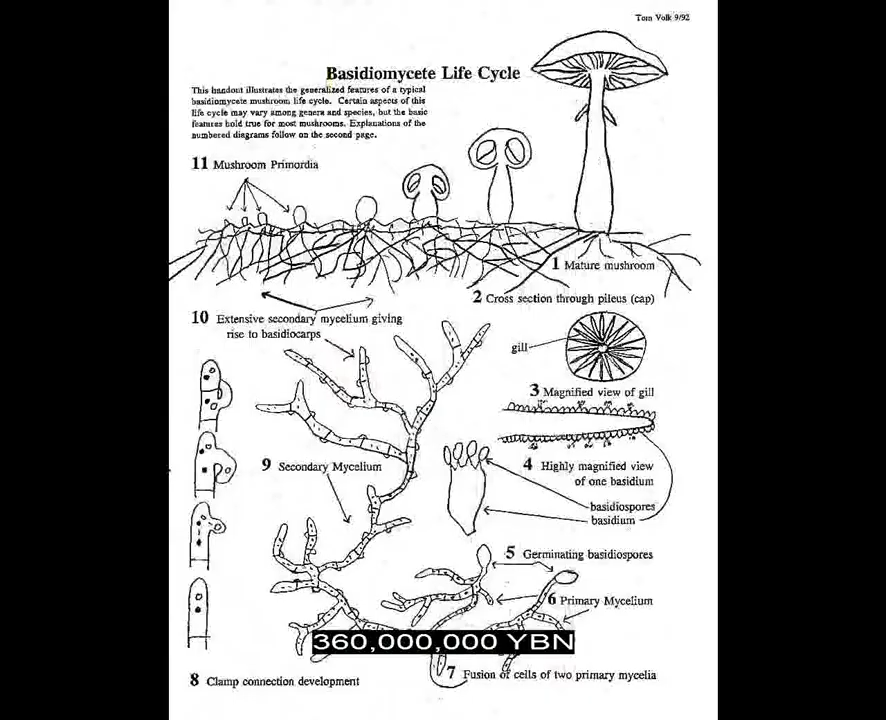 Tom Volk 9/92
Basidiomycete Life Cycle
This handout illustrates the generalized features of a typical
basidiomycete mushroom life cycle. Certain aspects of this
life cycle may vary among genera and species, but the basic
features hold true for most mushrooms. Explanations of the
numbered diagrams follow on the second page.
11 Mushroom Primordia
1 Mature mushroom
2 Cross section through pileus (cap)
10 Extensive secondary mycelium giving
rise to basidiocarps
gill
3 Magnified view of gill
9 Secondary Mycelium
4 Highly magnified view
of one basidium
basidiospores
basidium
5 Germinating basidiospores
6 Primary Mycelium
360,000,000 YBN
7 Fusion of cells of two primary mycelia
8 Clamp connection development